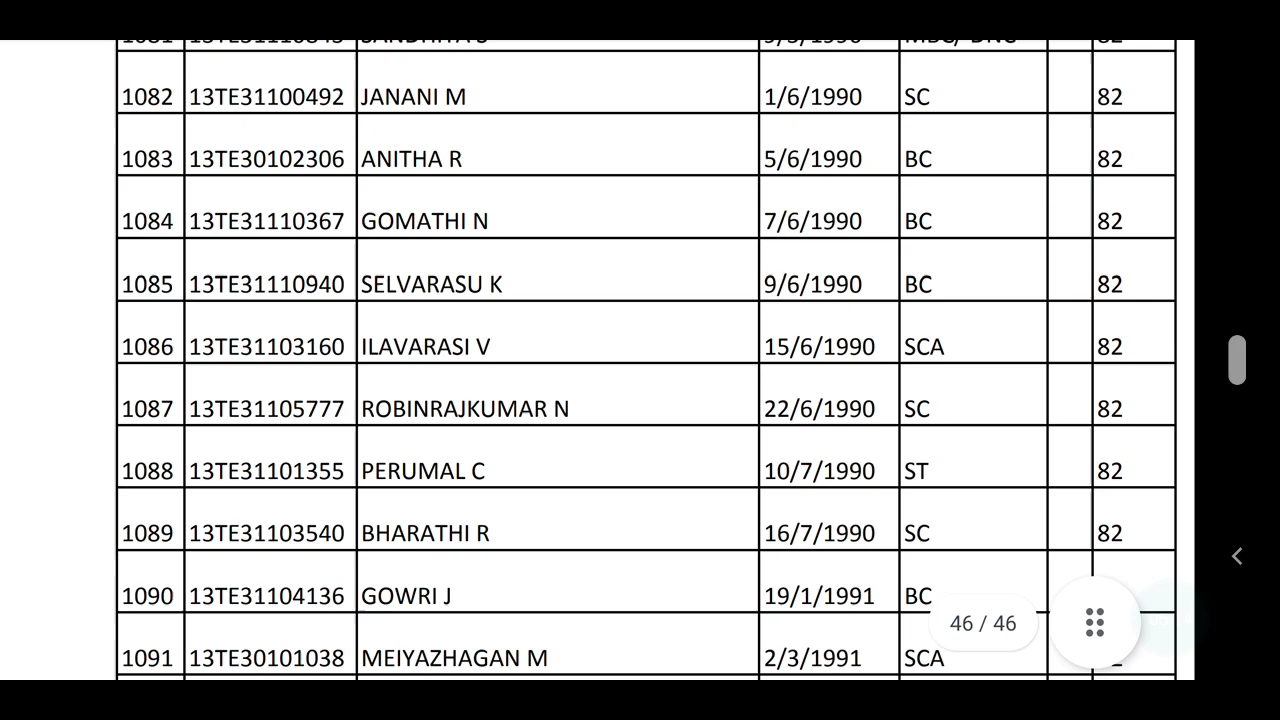 1082 13TE31100492 JANANI M 1/6/1990 SC 82
1083 13TE30102306 ANITHA R 5/6/1990 BC 82
1084 13TE31110367 GOMATHI N 7/6/1990 BC 82
1085 13TE31110940 SELVARASU K 9/6/1990 BC 82
1086 13TE31103160 ILAVARASI V 15/6/1990 SCA 82
1087 13TE31105777 ROBINRAJKUMAR N 22/6/1990 SC 82
1088 13TE31101355 PERUMAL C 10/7/1990 ST 82
1089 13TE31103540 BHARATHI R 16/7/1990 SC 82
1090 13TE31104136 GOWRI J 19/1/1991 BC
46 / 46
1091 13TE30101038 MEIYAZHAGAN M 2/3/1991 SCA